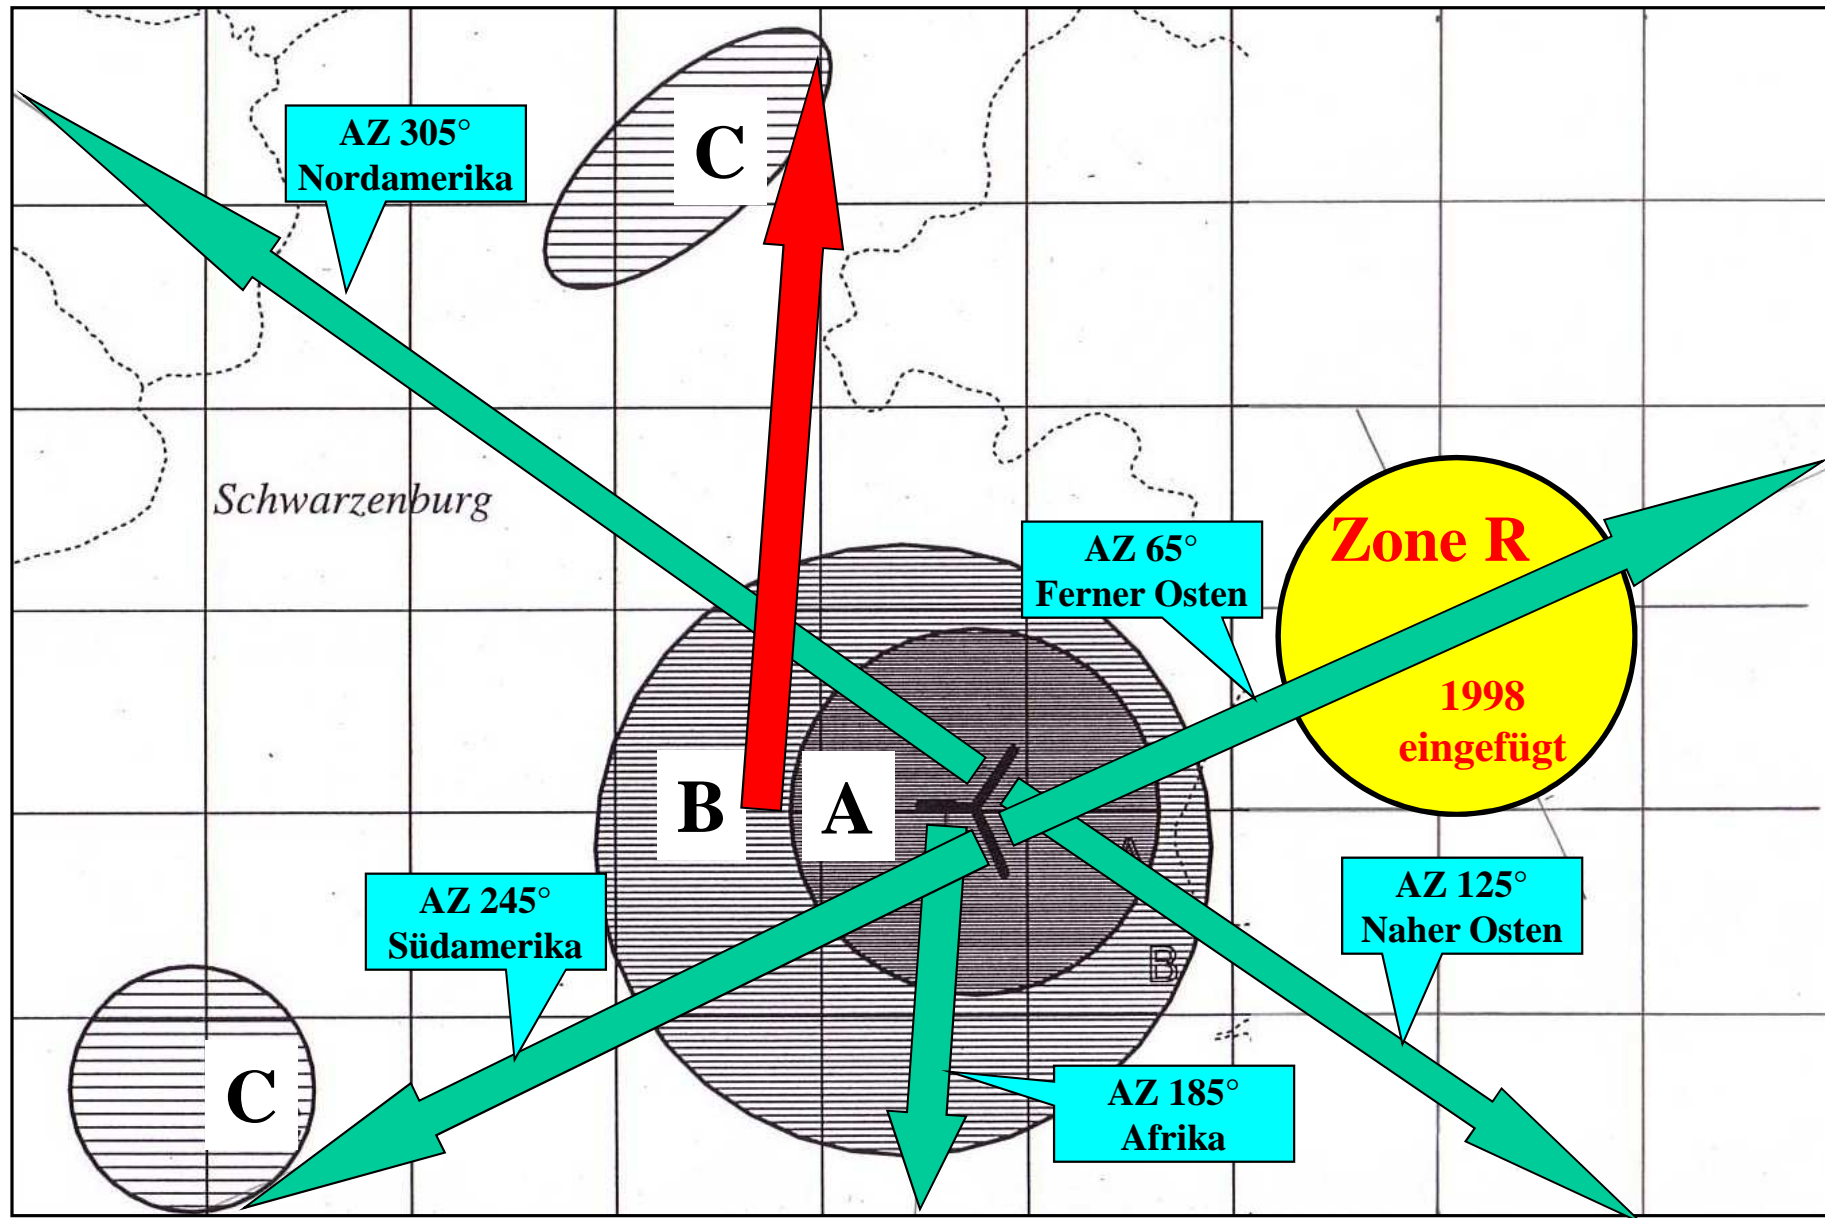 C
AZ 305°
Nordamerika
Schwarzenburg
Zone R
AZ 65°
Ferner Osten
1998
eingefügt
B
A
A
AZ 245°
Südamerika
AZ 125°
Naher Osten
B
C
AZ 185°
Afrika